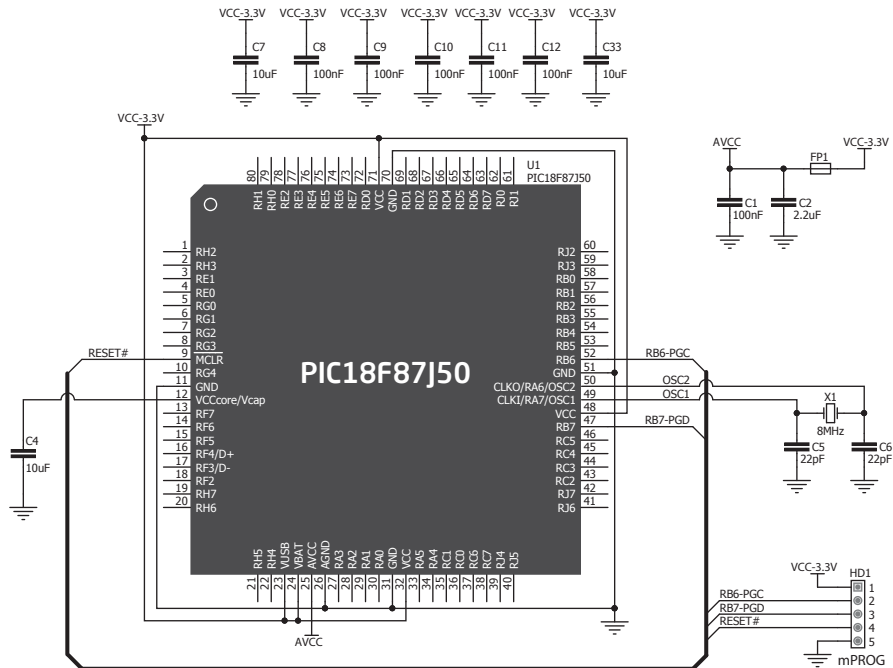 VCC-3.3V VCC-3.3V VCC-3.3V VCC-3.3V VCC-3.3V VCC-3.3V VCC-3.3V
C7 C8 C9 C10 C11 C12 C33
10uF 100nF 100nF 100nF 100nF 100nF 10uF
VCC-3.3V
AVCC VCC-3.3V
FP1
C1 C2
100nF 2.2uF
U1
PIC18F87J50
80 79 78 77 76 75 74 73 72 71 70 69 68 67 66 65 64 63 62 61
RH1 RH0 RE2 RE3 RE4 RE5 RE6 RE7 RD0 VCC GND RD1 RD2 RD3 RD4 RD5 RD6 RD7 RJ0 RJ1
1 RH2 RJ2 60
2 RH3 RJ3 59
3 RE1 RB0 58
4 RE0 RB1 57
5 RG0 RB2 56
6 RG1 RB3 55
7 RG2 RB4 54
8 RG3 RB5 53
RESET# 9 MCLR RB6 52 RB6-PGC
10 RG4 GND 51
11 GND CLKO/RA6/OSC2 50 OSC2
12 VCCcore/Vcap CLKI/RA7/OSC1 49 OSC1
13 RF7 VCC 48
14 RF6 RB7 47 RB7-PGD
15 RF5 RC5 46
16 RF4/D+ RC4 45
17 RF3/D- RC3 44
18 RF2 RC2 43
19 RH7 RJ7 42
20 RH6 RJ6 41
PIC18F87J50
X1
8MHz
C4
10uF
C5 C6
22pF 22pF
RH5 RH4 VUSB VBAT AVCC AGND RA3 RA2 RA1 RA0 GND VCC RA5 RA4 RC1 RC0 RC6 RC7 RJ4 RJ5
21 22 23 24 25 26 27 28 29 30 31 32 33 34 35 36 37 38 39 40
AVCC
VCC-3.3V HD1
1
RB6-PGC 2
RB7-PGD 3
RESET# 4
5
mPROG